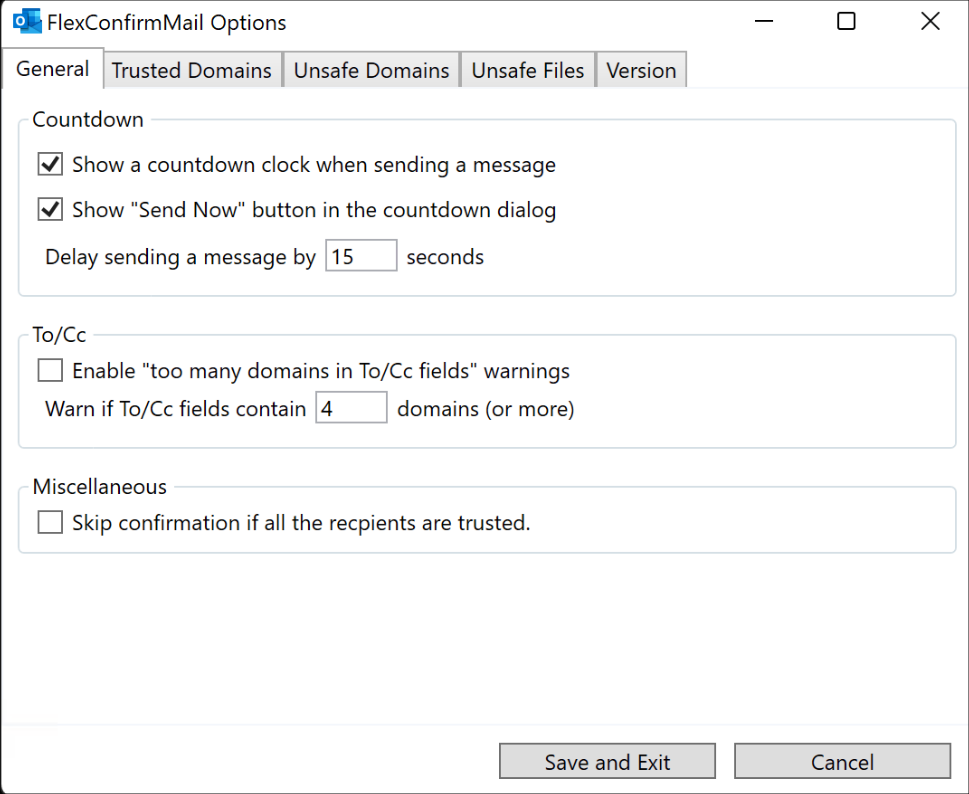 FlexConfirmMail Options
General Trusted Domains Unsafe Domains Unsafe Files Version
Countdown
Show a countdown clock when sending a message
Show "Send Now" button in the countdown dialog
Delay sending a message by 15 seconds
To/Cc
Enable "too many domains in To/Cc fields" warnings
Warn if To/Cc fields contain 4 domains (or more)
Miscellaneous
Skip confirmation if all the recpients are trusted.
Save and Exit Cancel